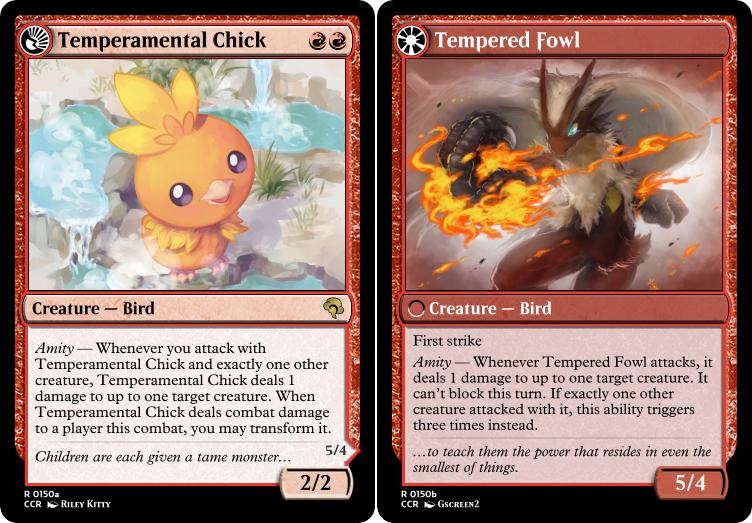 Temperamental Chick
Creature — Bird
Amity — Whenever you attack with
Temperamental Chick and exactly one other
creature, Temperamental Chick deals 1
damage to up to one target creature. When
Temperamental Chick deals combat damage
to a player this combat, you may transform it.
Children are each given a tame monster...
5/4
2/2
R 0150a
CCR Riley Kitty
Tempered Fowl
Creature — Bird
First strike
Amity — Whenever Tempered Fowl attacks, it
deals 1 damage to up to one target creature. It
can't block this turn. If exactly one other
creature attacked with it, this ability triggers
three times instead.
...to teach them the power that resides in even the
smallest of things.
5/4
R 0150b
CCR Gscreen2